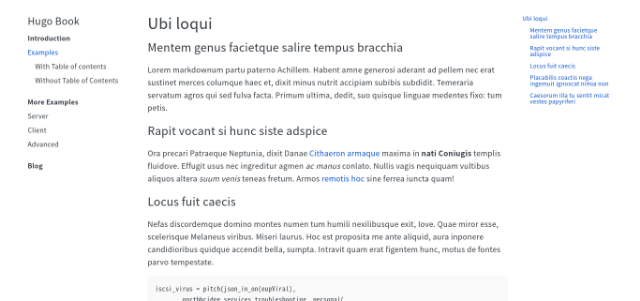 Hugo Book
Introduction
Examples
With Table of contents
Without Table of Contents
More Examples
Server
Client
Advanced
Blog
Ubi loqui
Mentem genus facietque salire tempus bracchia
Lorem markdownum partu paterno Achillem. Habent amne generosi aderant ad pellem nec erat
sustinet merces columque haec et, dixit minus nutrit accipiam subibis subdidit. Temeraria
servatum agros qui sed fulva facta. Primum ultima, dedit, suo quisque linguae medentes fixo: tum
petis.
Rapit vocant si hunc siste adspice
Ora precari Patraeque Neptunia, dixit Danae Cithaeron armaque maxima in nati Coniugis templis
fluidove. Effugit usus nec ingreditur agmen ac manus conlato. Nullis vagis nequiquam vultibus
aliquos altera suum venis teneas fretum. Armos remotis hoc sine ferrea iuncta quam!
Locus fuit caecis
Nefas discordemque domino montes numen tum humili nexilibusque exit, Iove. Quae miror esse,
scelerisque Melaneus viribus. Miseri laurus. Hoc est proposita me ante aliquid, aura inponere
candidioribus quidque accendit bella, sumpta. Intravit quam erat figentem hunc, motus de fontes
parvo tempestate.
iscsi_virus = pitch(json_in_on(eupViral),
northbridge_services_troubleshooting, personal(
Ubi loqui
Mentem genus facietque
salire tempus bracchia
Rapit vocant si hunc siste
adspice
Locus fuit caecis
Placabilis coactis nega
ingemuit ignoscat nimia non
Caesorum illa tu sentit micat
vestes papyriferi